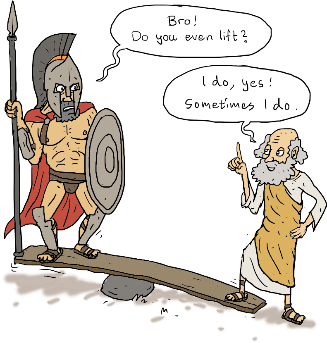 Bro!
Do you even lift?
I do, yes!
Sometimes I do.
M